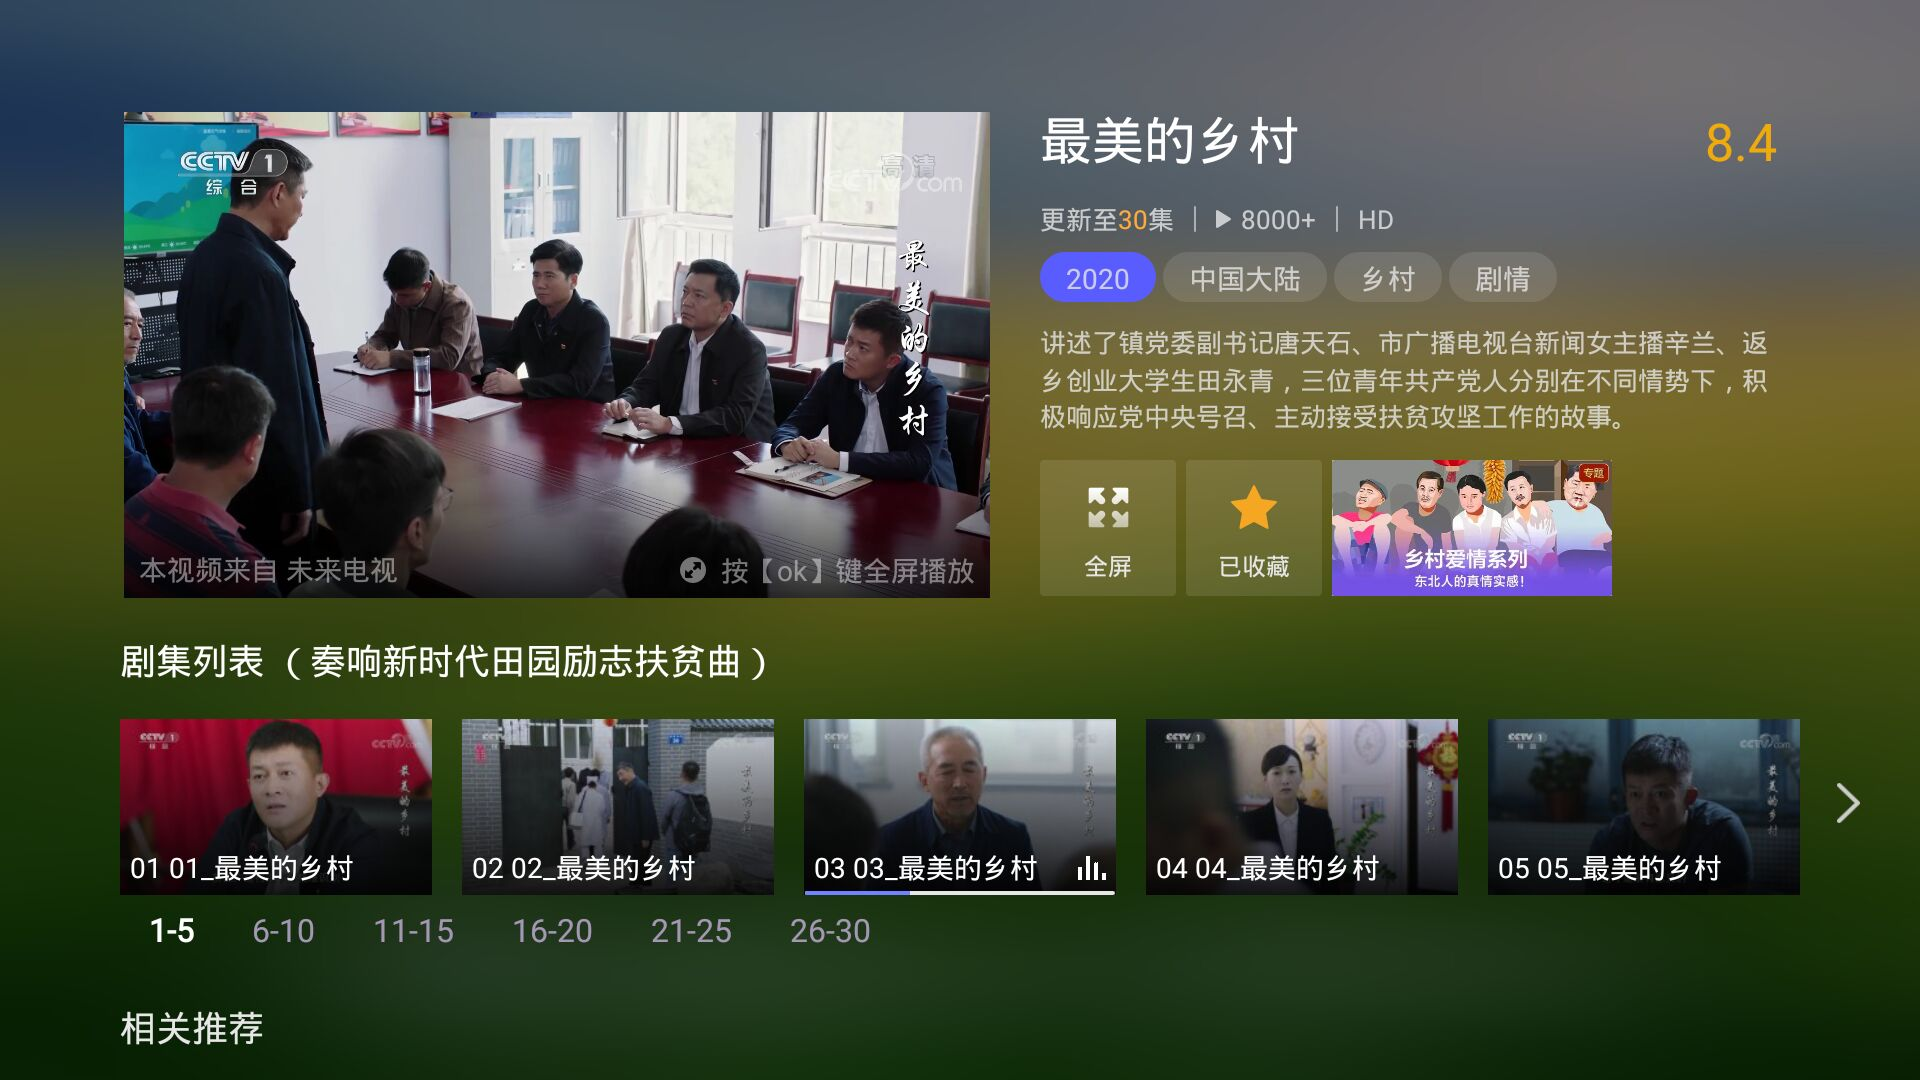 CCTV 1
综合
高清
CCTV.com
最美的乡村
本视频来自 未来电视
按【ok】键全屏播放
最美的乡村
8.4
更新至30集 | 8000+ | HD
2020 中国大陆 乡村 剧情
讲述了镇党委副书记唐天石、市广播电视台新闻女主播辛兰、返
乡创业大学生田永青，三位青年共产党人分别在不同情势下，积
极响应党中央号召、主动接受扶贫攻坚工作的故事。
全屏
已收藏
专题
乡村爱情系列
东北人的真情实感！
剧集列表 （奏响新时代田园励志扶贫曲）
01 01_最美的乡村
02 02_最美的乡村
03 03_最美的乡村
04 04_最美的乡村
05 05_最美的乡村
1-5 6-10 11-15 16-20 21-25 26-30
相关推荐